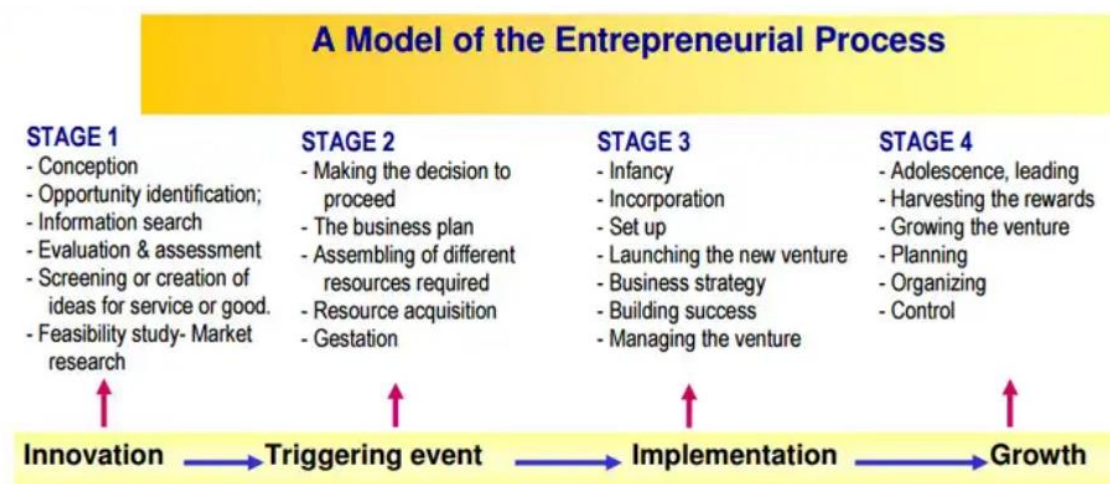 A Model of the Entrepreneurial Process
STAGE 1
- Conception
- Opportunity identification;
- Information search
- Evaluation & assessment
- Screening or creation of
ideas for service or good.
- Feasibility study- Market
research
STAGE 2
- Making the decision to
proceed
- The business plan
- Assembling of different
resources required
- Resource acquisition
- Gestation
STAGE 3
- Infancy
- Incorporation
- Set up
- Launching the new venture
- Business strategy
- Building success
- Managing the venture
STAGE 4
- Adolescence, leading
- Harvesting the rewards
- Growing the venture
- Planning
- Organizing
- Control
Innovation
Triggering event
Implementation
Growth